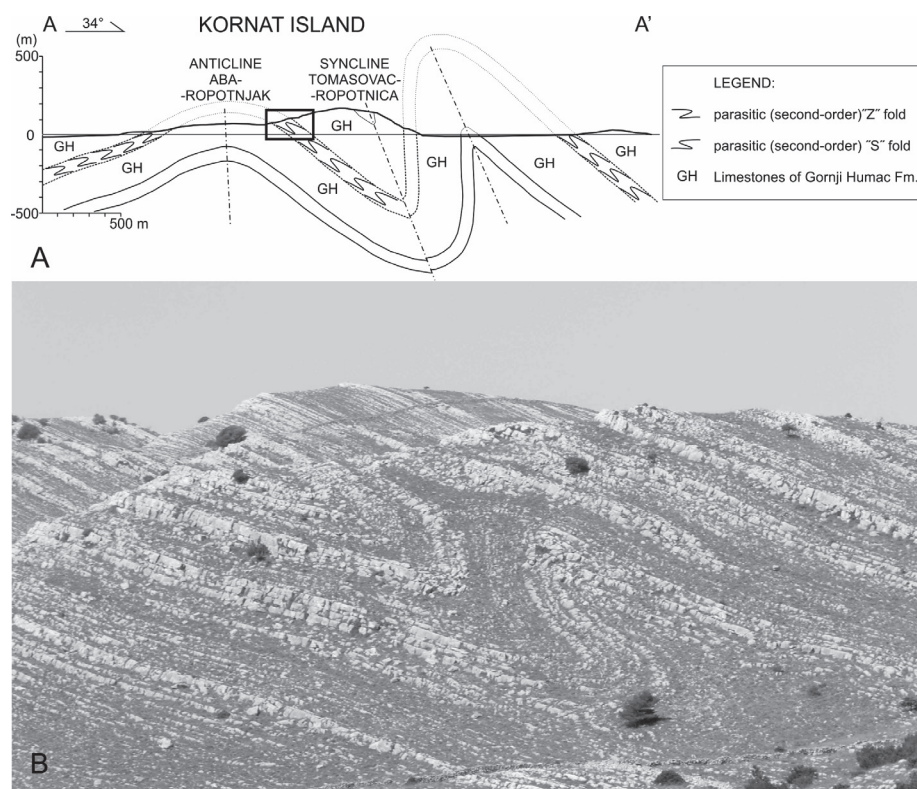 A
34°
KORNAT ISLAND
A'
(m)
500
0
-500
500 m
ANTICLINE
ABA-
-ROPOTNJAK
SYNCLINE
TOMASOVAC-
-ROPOTNICA
GH
GH
GH
GH
GH
GH
GH
LEGEND:
parasitic (second-order)"Z" fold
parasitic (second-order) "S" fold
GH Limestones of Gornji Humac Fm.
A
B